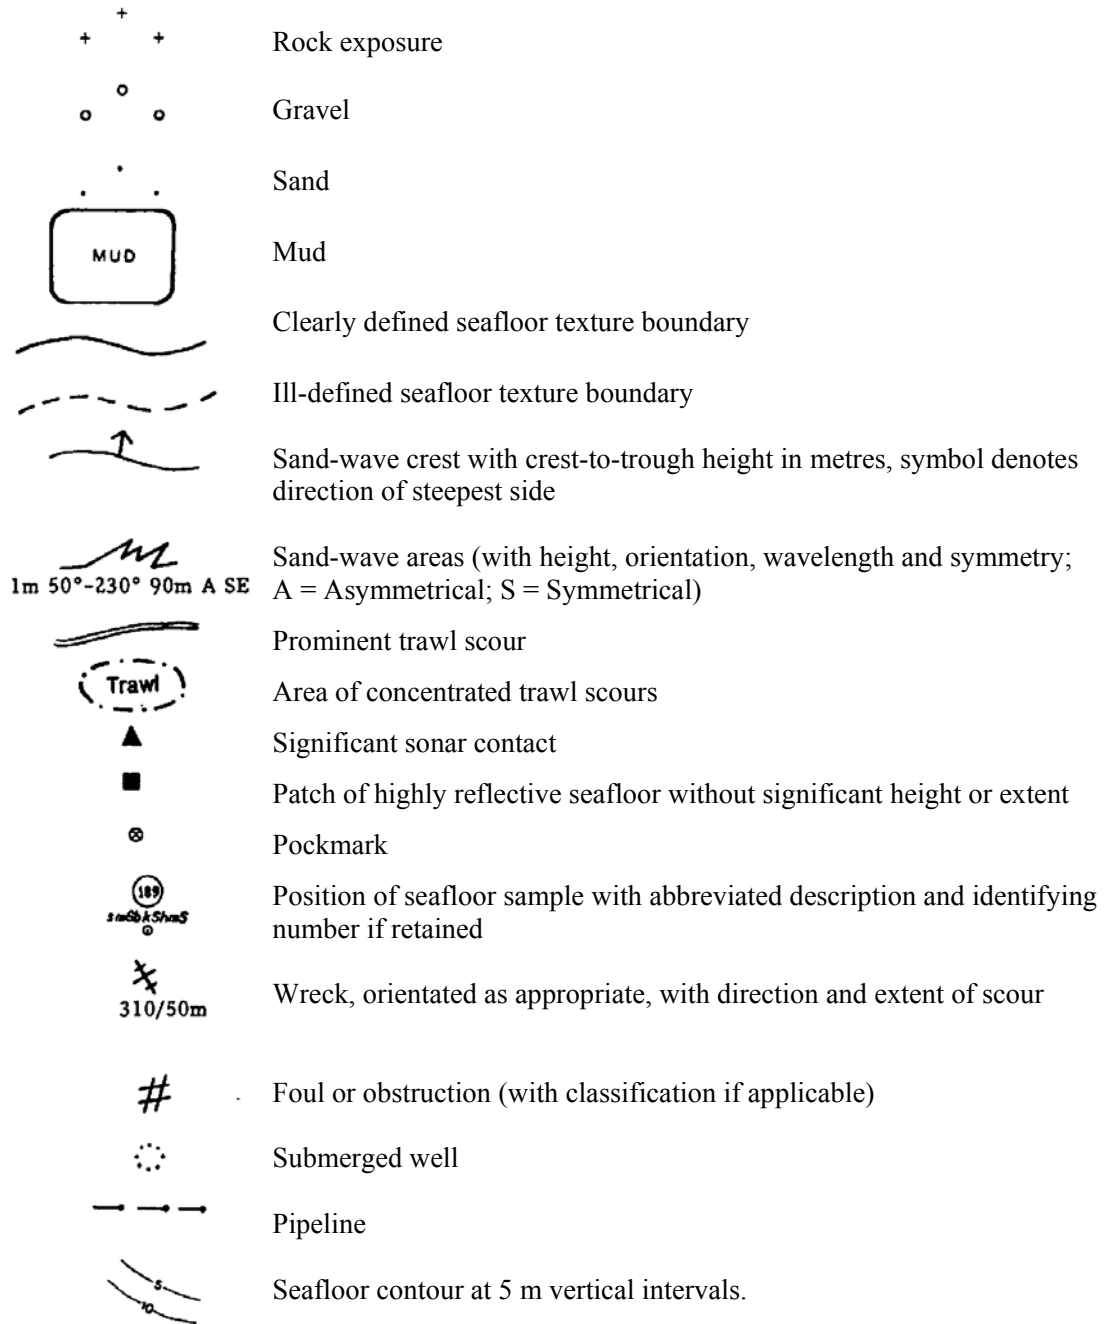 Rock exposure
Gravel
Sand
MUD
Mud
Clearly defined seafloor texture boundary
Ill-defined seafloor texture boundary
Sand-wave crest with crest-to-trough height in metres, symbol denotes
direction of steepest side
Sand-wave areas (with height, orientation, wavelength and symmetry;
1m 50°-230° 90m A SE
A = Asymmetrical; S = Symmetrical)
Prominent trawl scour
Trawl
Area of concentrated trawl scours
Significant sonar contact
Patch of highly reflective seafloor without significant height or extent
Pockmark
189
Position of seafloor sample with abbreviated description and identifying
number if retained
310/50m
Wreck, orientated as appropriate, with direction and extent of scour
Foul or obstruction (with classification if applicable)
Submerged well
Pipeline
5
10
Seafloor contour at 5 m vertical intervals.